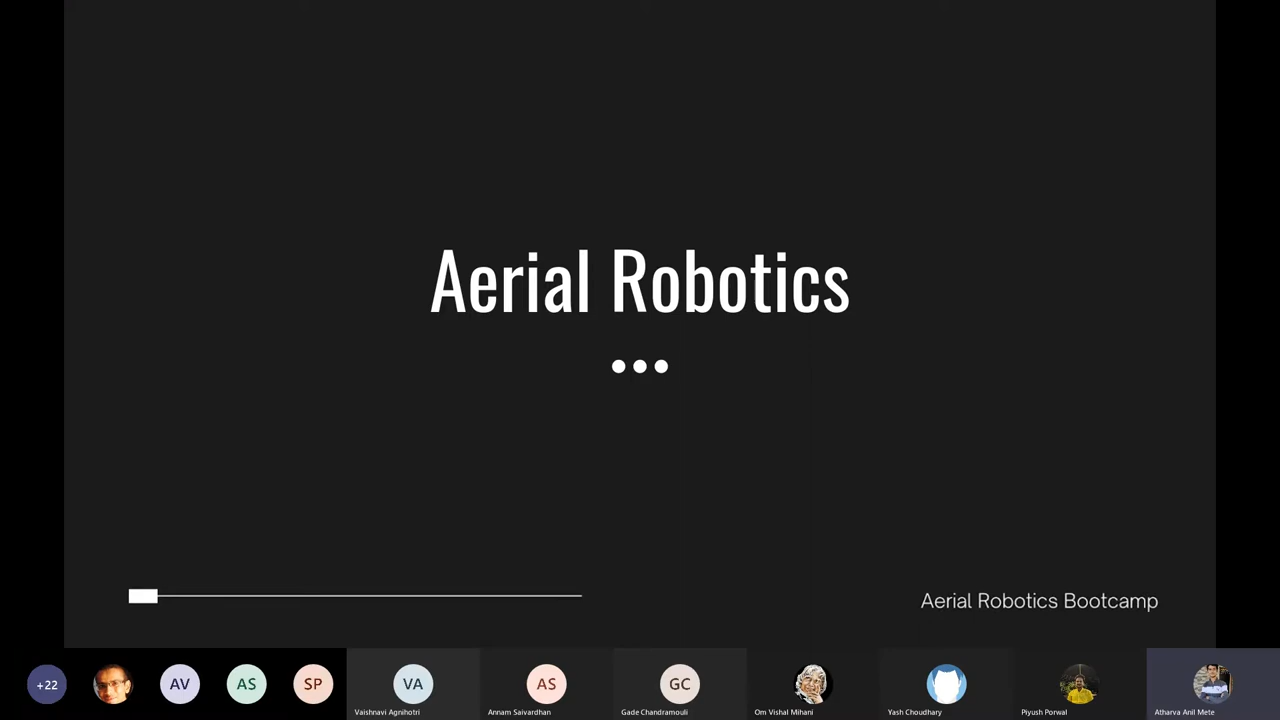 Aerial Robotics
Aerial Robotics Bootcamp
+22
AV
AS
SP
VA
AS
GC
Vaishnavi Agnihotri
Annam Saivardhan
Gade Chandramouli
Om Vishal Mihani
Yash Choudhary
Piyush Porwal
Atharva Anil Mete